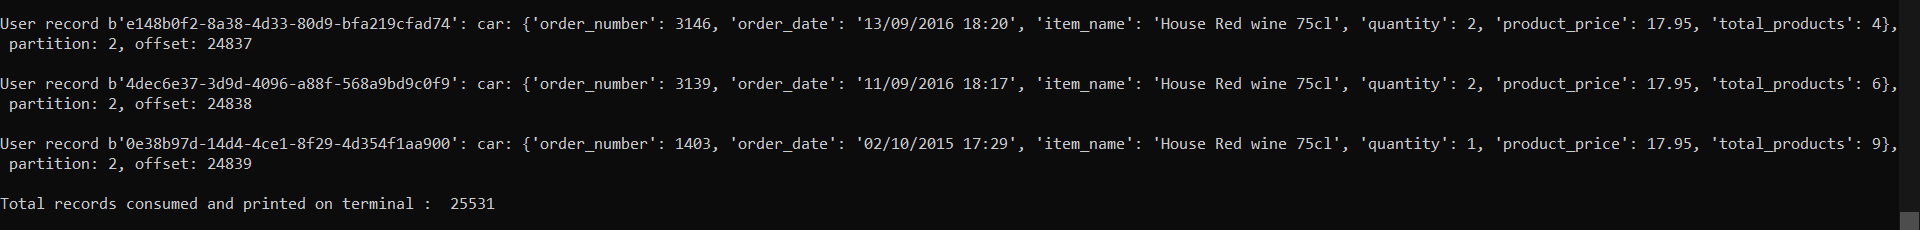 User record b'e148b0f2-8a38-4d33-80d9-bfa219cfad74': car: {'order_number': 3146, 'order_date': '13/09/2016 18:20', 'item_name': 'House Red wine 75cl', 'quantity': 2, 'product_price': 17.95, 'total_products': 4},
partition: 2, offset: 24837
User record b'4dec6e37-3d9d-4096-a88f-568a9bd9c0f9': car: {'order_number': 3139, 'order_date': '11/09/2016 18:17', 'item_name': 'House Red wine 75cl', 'quantity': 2, 'product_price': 17.95, 'total_products': 6},
partition: 2, offset: 24838
User record b'0e38b97d-14d4-4ce1-8f29-4d354f1aa900': car: {'order_number': 1403, 'order_date': '02/10/2015 17:29', 'item_name': 'House Red wine 75cl', 'quantity': 1, 'product_price': 17.95, 'total_products': 9},
partition: 2, offset: 24839
Total records consumed and printed on terminal :  25531